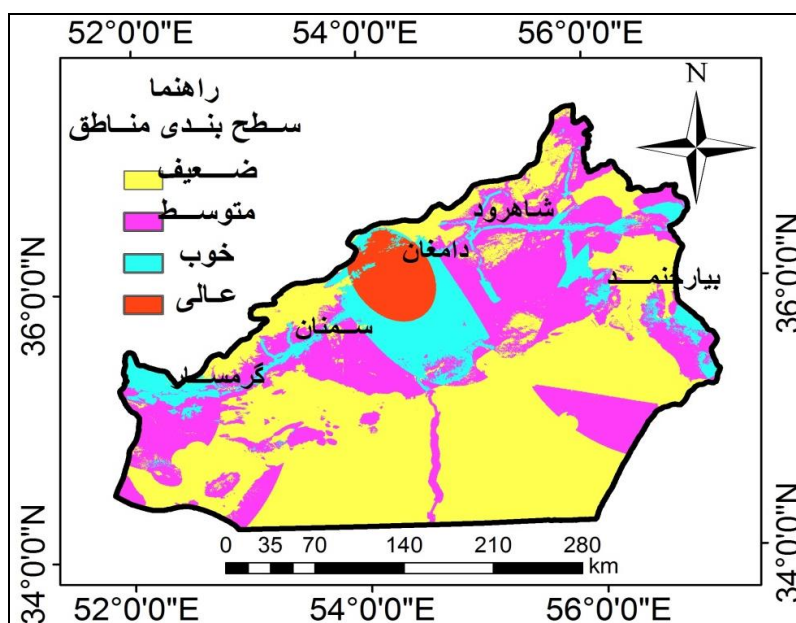 52°0'0"E 54°0'0"E 56°0'0"E
N
راهنما
سطح بندی مناطق
ضعیف
متوسط
خوب
عالی
شاهرود
دامغان
بیارجمند
سمنان
گرمسار
36°0'0"N
36°0'0"N
34°0'0"N
34°0'0"N
0 35 70 140 210 280
km
52°0'0"E 54°0'0"E 56°0'0"E